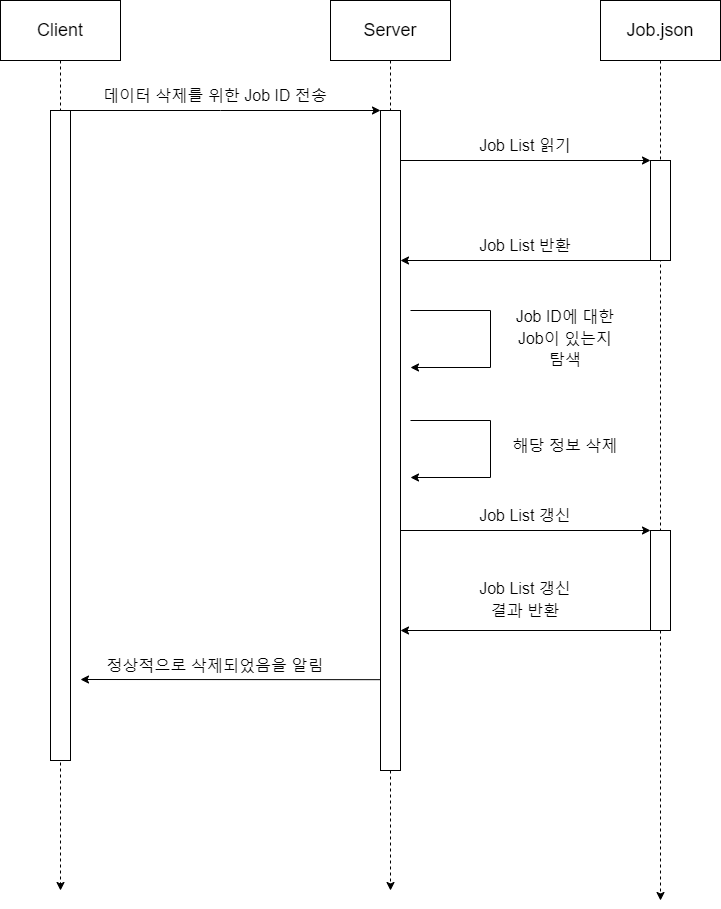 Client
Server
Job.json
데이터 삭제를 위한 Job ID 전송
Job List 읽기
Job List 반환
Job ID에 대한
Job이 있는지
탐색
해당 정보 삭제
Job List 갱신
Job List 갱신
결과 반환
정상적으로 삭제되었음을 알림